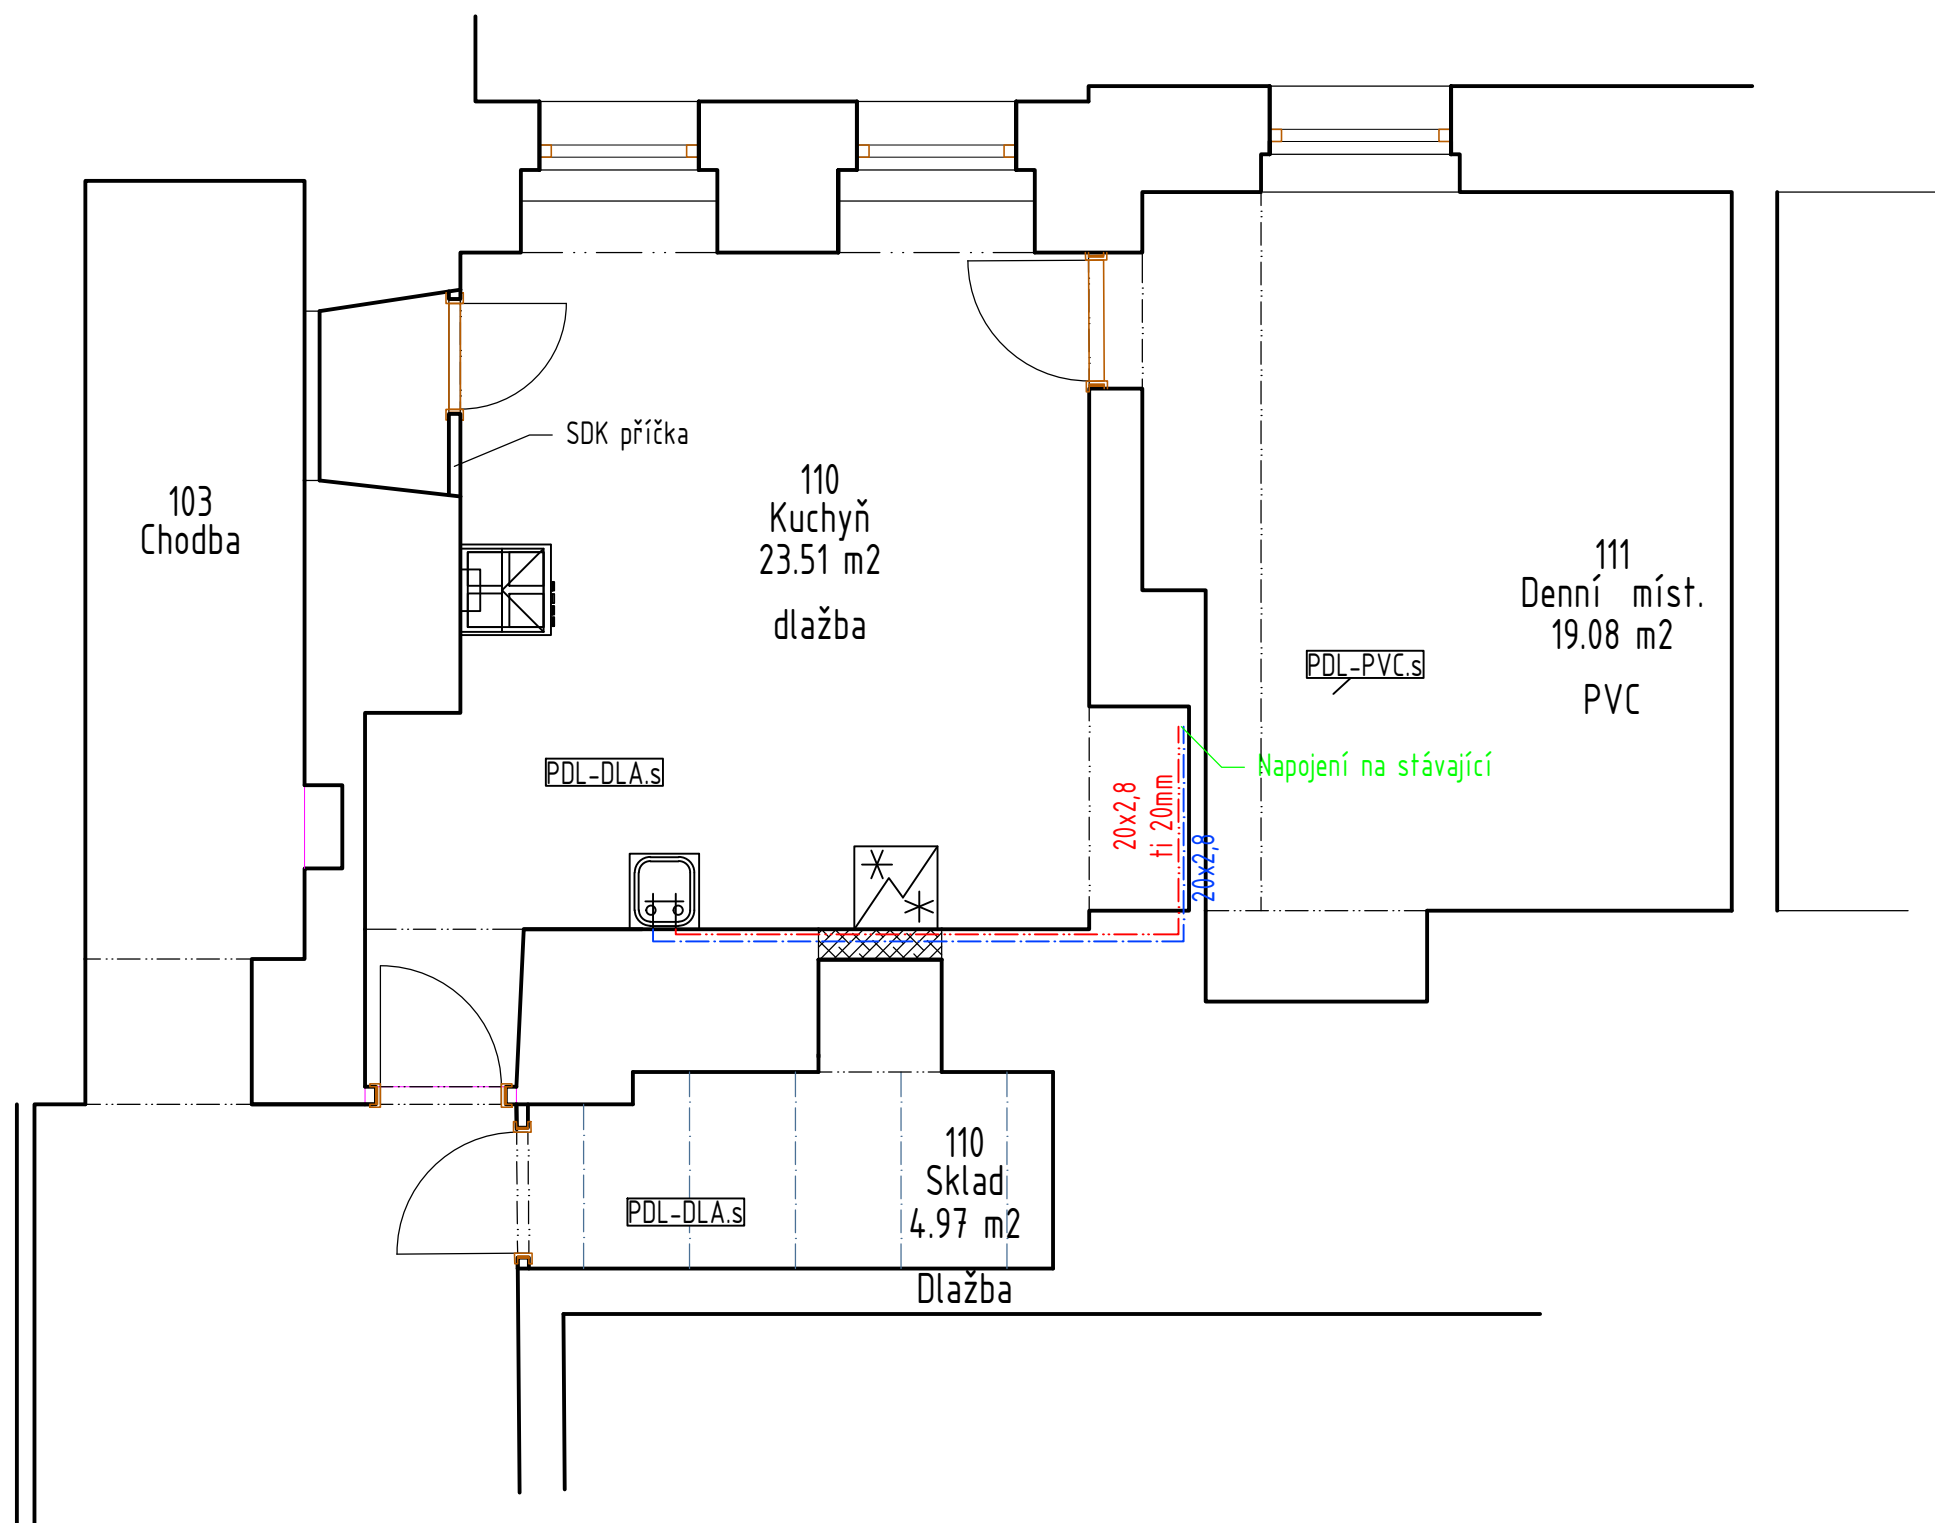 SDK příčka
103
Chodba
110
Kuchyň
23.51 m2
dlažba
111
Denní míst.
19.08 m2
PVC
PDL-PVC.s
PDL-DLA.s
Napojení na stávající
20x2,8
ti 20mm
20x2,8
110
Sklad
4.97 m2
Dlažba
PDL-DLA.s